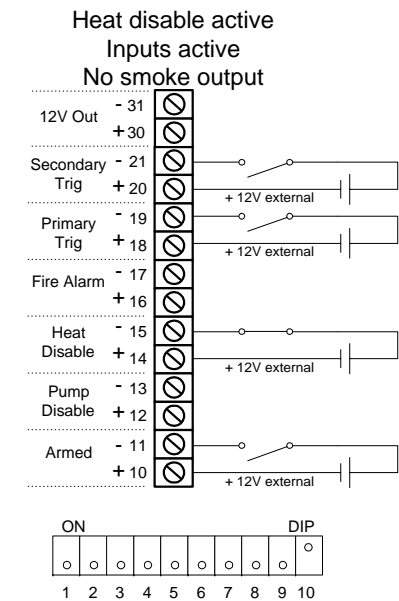 Heat disable active
Inputs active
No smoke output
12V Out
- 31
+ 30
Secondary Trig
- 21
+ 20
+ 12V external
Primary Trig
- 19
+ 18
+ 12V external
Fire Alarm
- 17
+ 16
Heat Disable
- 15
+ 14
+ 12V external
Pump Disable
- 13
+ 12
Armed
- 11
+ 10
+ 12V external
ON DIP
1 2 3 4 5 6 7 8 9 10